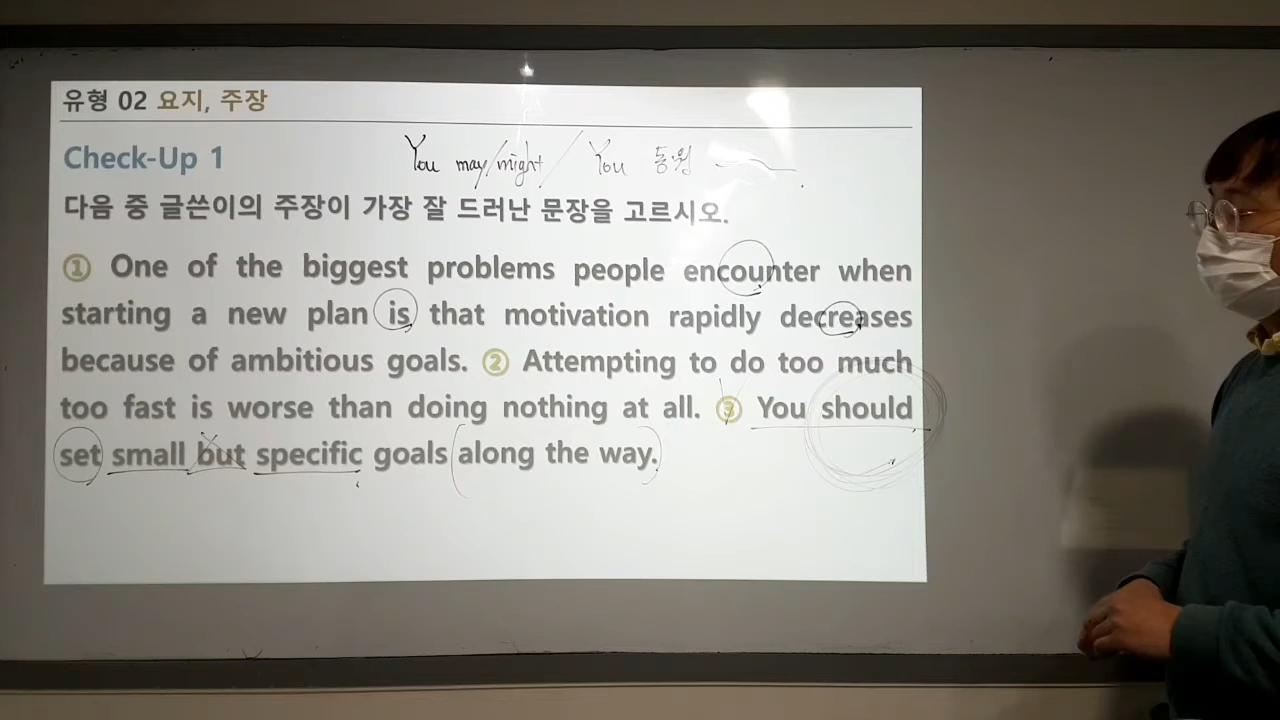 유형 02 요지, 주장
Check-Up 1
You may/might / You 동원
다음 중 글쓴이의 주장이 가장 잘 드러난 문장을 고르시오.
① One of the biggest problems people encounter when
starting a new plan is that motivation rapidly decreases
because of ambitious goals. ② Attempting to do too much
too fast is worse than doing nothing at all. ③ You should
set small but specific goals along the way.